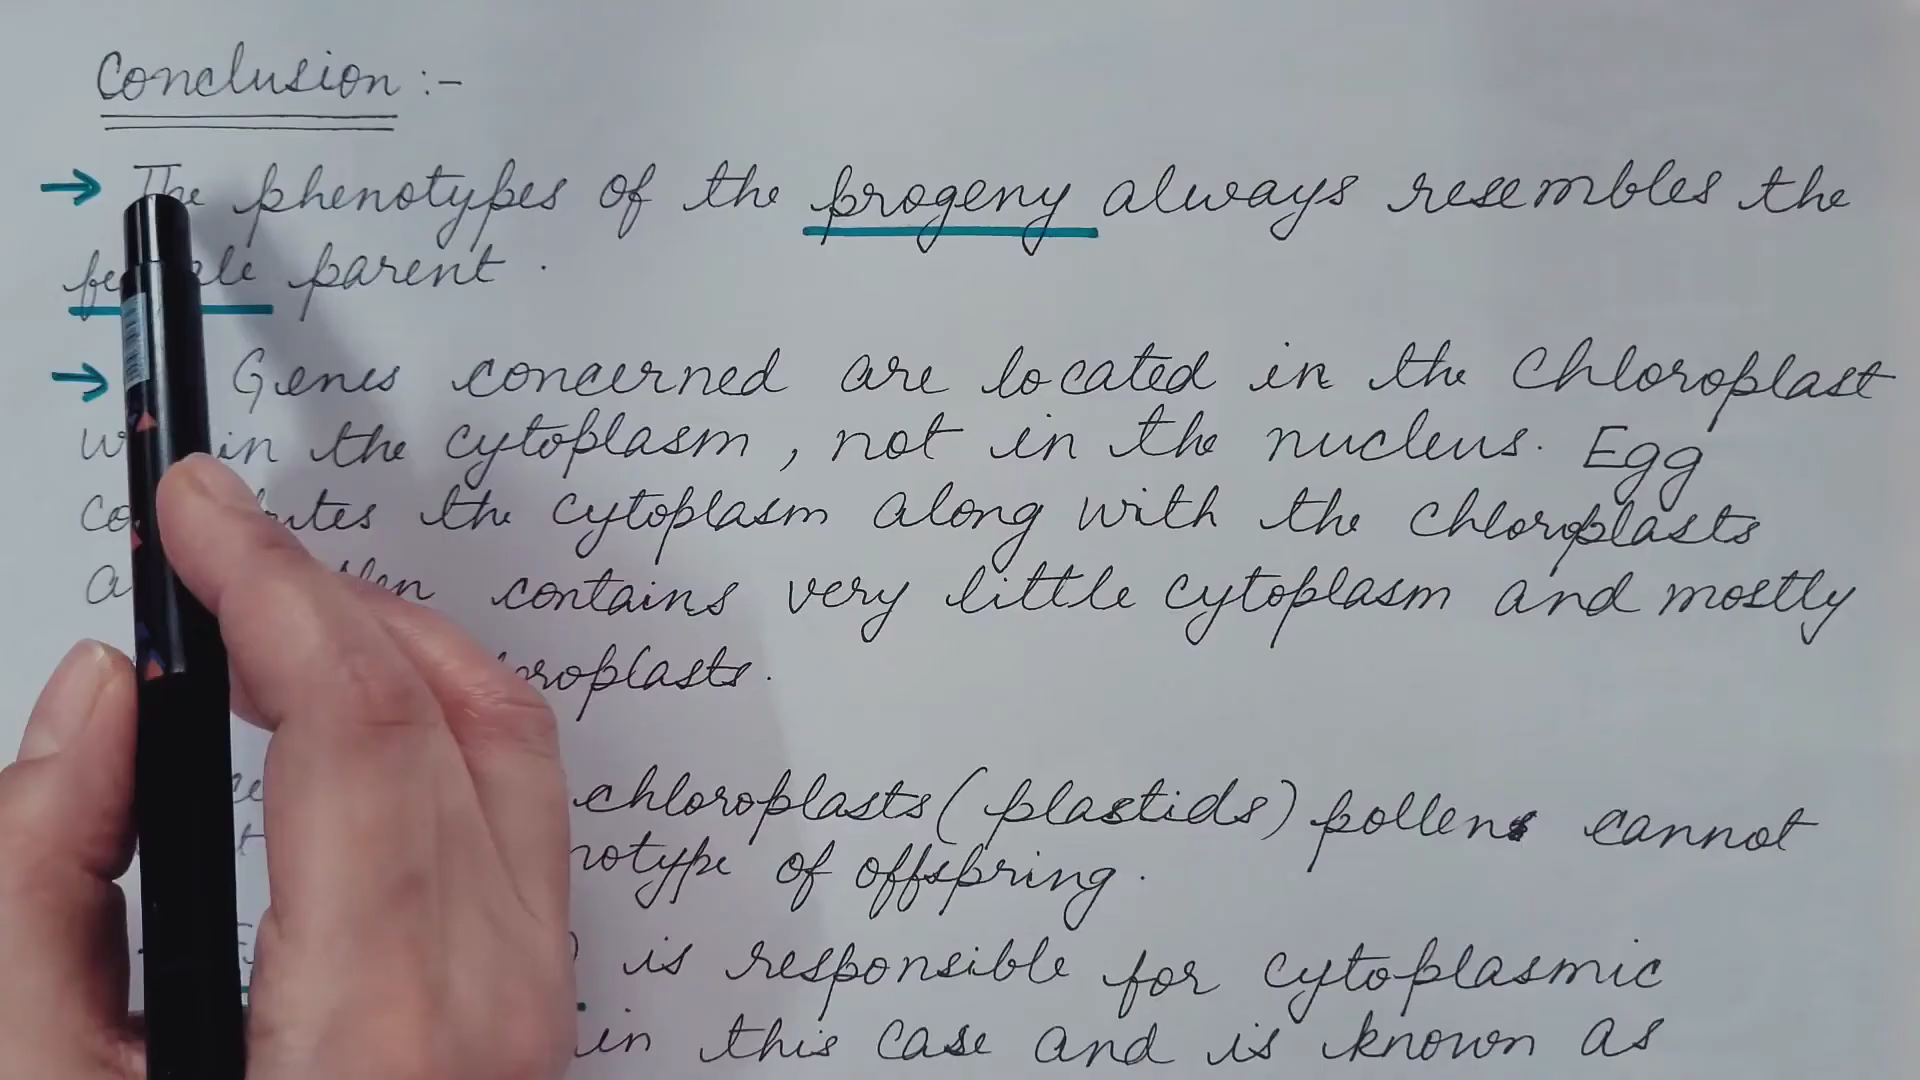 Conclusion :-
→ The phenotypes of the progeny always resembles the
female parent.
→ Genes concerned are located in the chloroplast
in the cytoplasm, not in the nucleus. Egg
the cytoplasm along with the chloroplasts
contains very little cytoplasm and mostly
chloroplasts (plastids) pollens cannot
of offspring.
is responsible for cytoplasmic
in this case and is known as